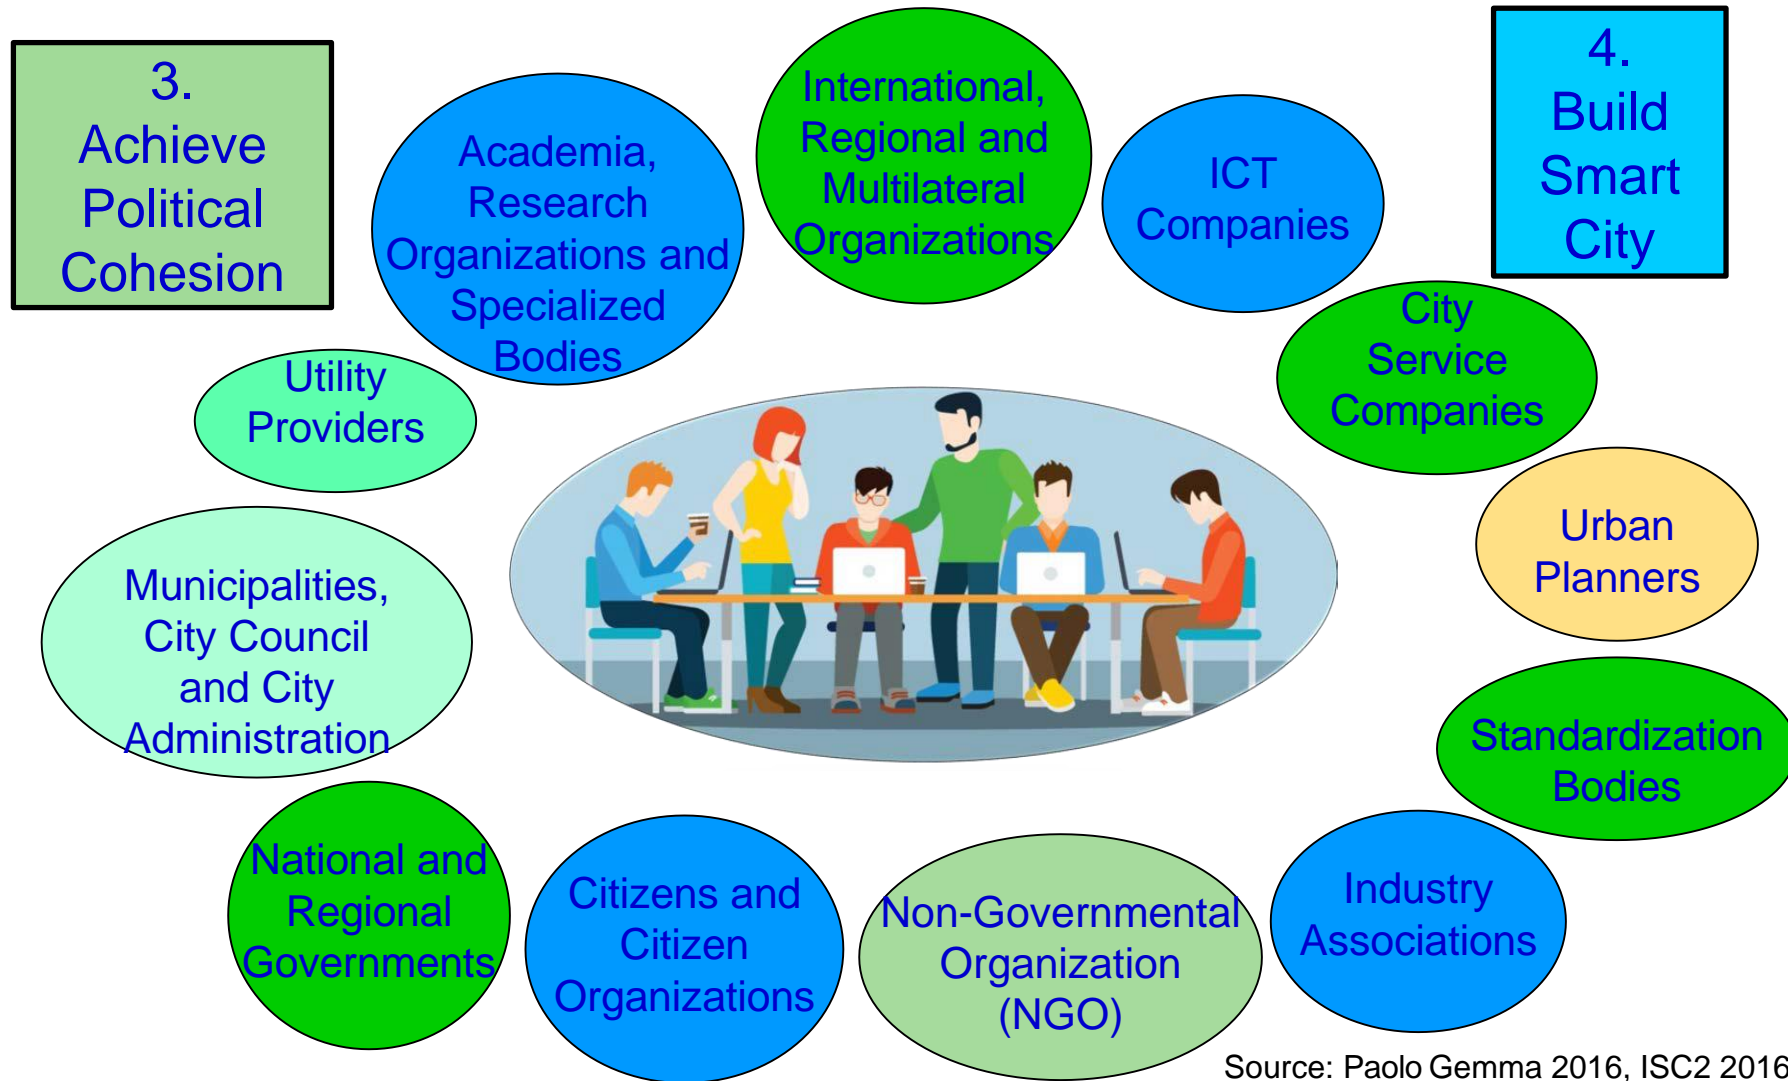 3.
Achieve
Political
Cohesion
Academia,
Research
Organizations and
Specialized
Bodies
International,
Regional and
Multilateral
Organizations
ICT
Companies
4.
Build
Smart
City
City
Service
Companies
Utility
Providers
Urban
Planners
Municipalities,
City Council
and City
Administration
Standardization
Bodies
National and
Regional
Governments
Citizens and
Citizen
Organizations
Non-Governmental
Organization
(NGO)
Industry
Associations
Source: Paolo Gemma 2016, ISC2 2016